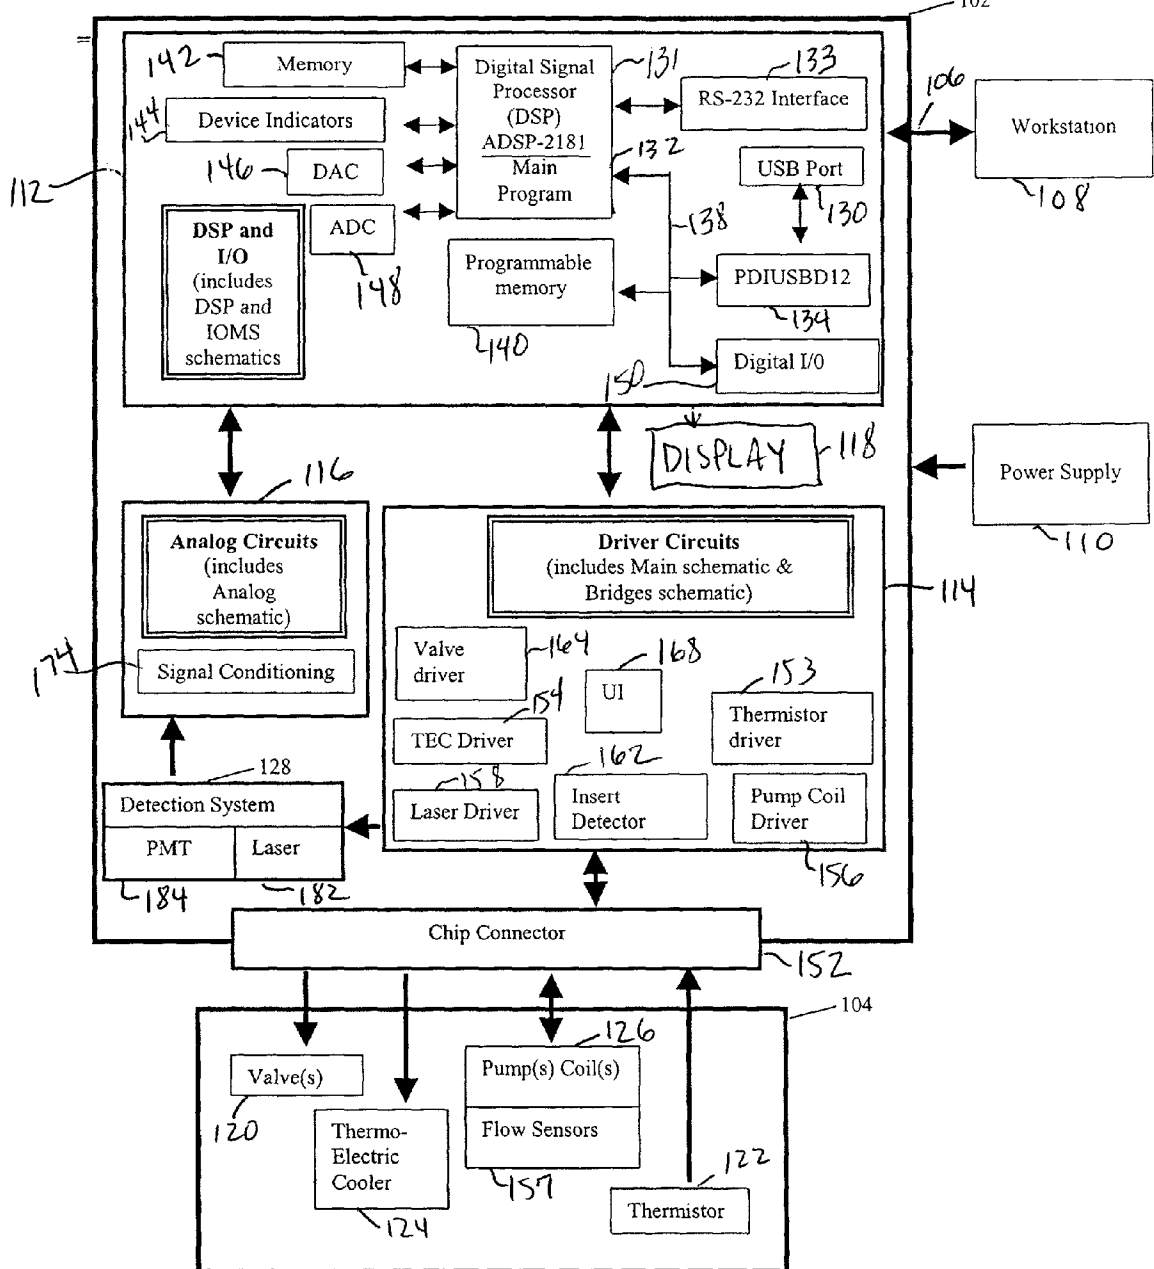 102
142
Memory
144
Device Indicators
146
DAC
ADC
148
Digital Signal
Processor
(DSP)
ADSP-2181
Main
Program
131
132
133
RS-232 Interface
106
Workstation
108
112
DSP and
I/O
(includes
DSP and
IOMS
schematics
Programmable
memory
140
138
USB Port
130
PDIUSBD12
134
Digital I/0
150
DISPLAY
118
Power Supply
110
116
Analog Circuits
(includes
Analog
schematic)
174
Signal Conditioning
Driver Circuits
(includes Main schematic &
Bridges schematic)
114
Valve
driver
164
168
UI
153
Thermistor
driver
154
TEC Driver
158
Laser Driver
162
Insert
Detector
Pump Coil
Driver
156
128
Detection System
PMT
Laser
184
182
Chip Connector
152
104
Valve(s)
120
Thermo-
Electric
Cooler
124
126
Pump(s) Coil(s)
Flow Sensors
157
122
Thermistor